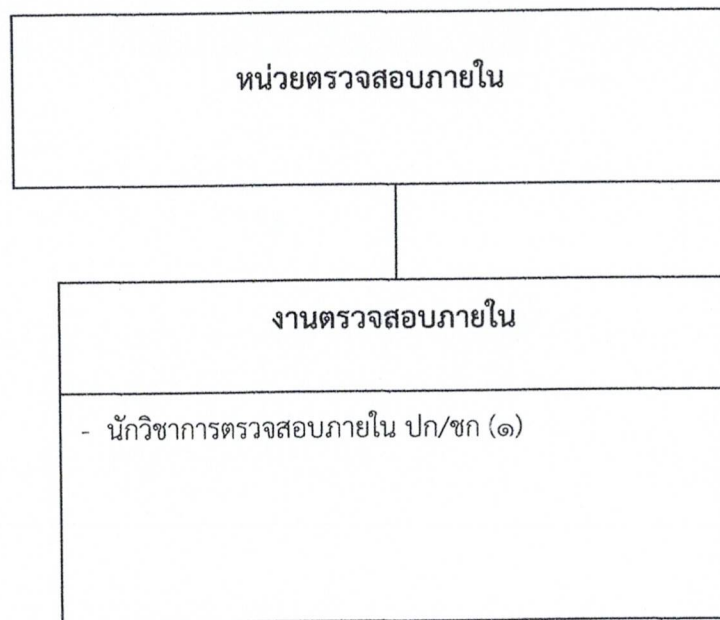 หน่วยตรวจสอบภายใน
งานตรวจสอบภายใน
- นักวิชาการตรวจสอบภายใน ปก/ชก (๑)